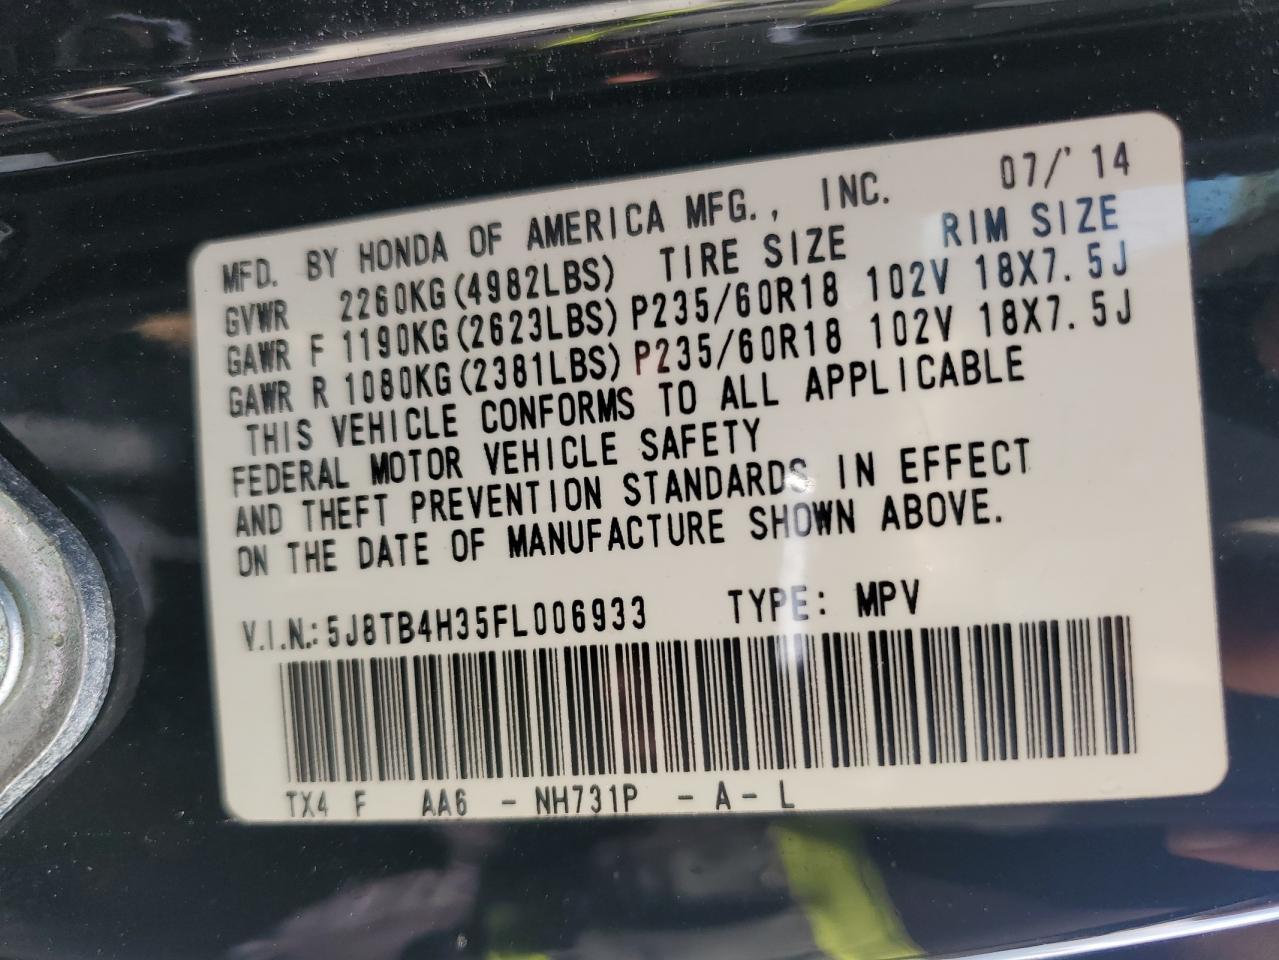 MFD. BY HONDA OF AMERICA MFG., INC. 07/'14
GVWR 2260KG(4982LBS) TIRE SIZE RIM SIZE
GAWR F 1190KG(2623LBS) P235/60R18 102V 18X7.5J
GAWR R 1080KG(2381LBS) P235/60R18 102V 18X7.5J
THIS VEHICLE CONFORMS TO ALL APPLICABLE
FEDERAL MOTOR VEHICLE SAFETY
AND THEFT PREVENTION STANDARDS IN EFFECT
ON THE DATE OF MANUFACTURE SHOWN ABOVE.
V.I.N.: 5J8TB4H35FL006933 TYPE: MPV
TX4 F AA6 - NH731P - A - L